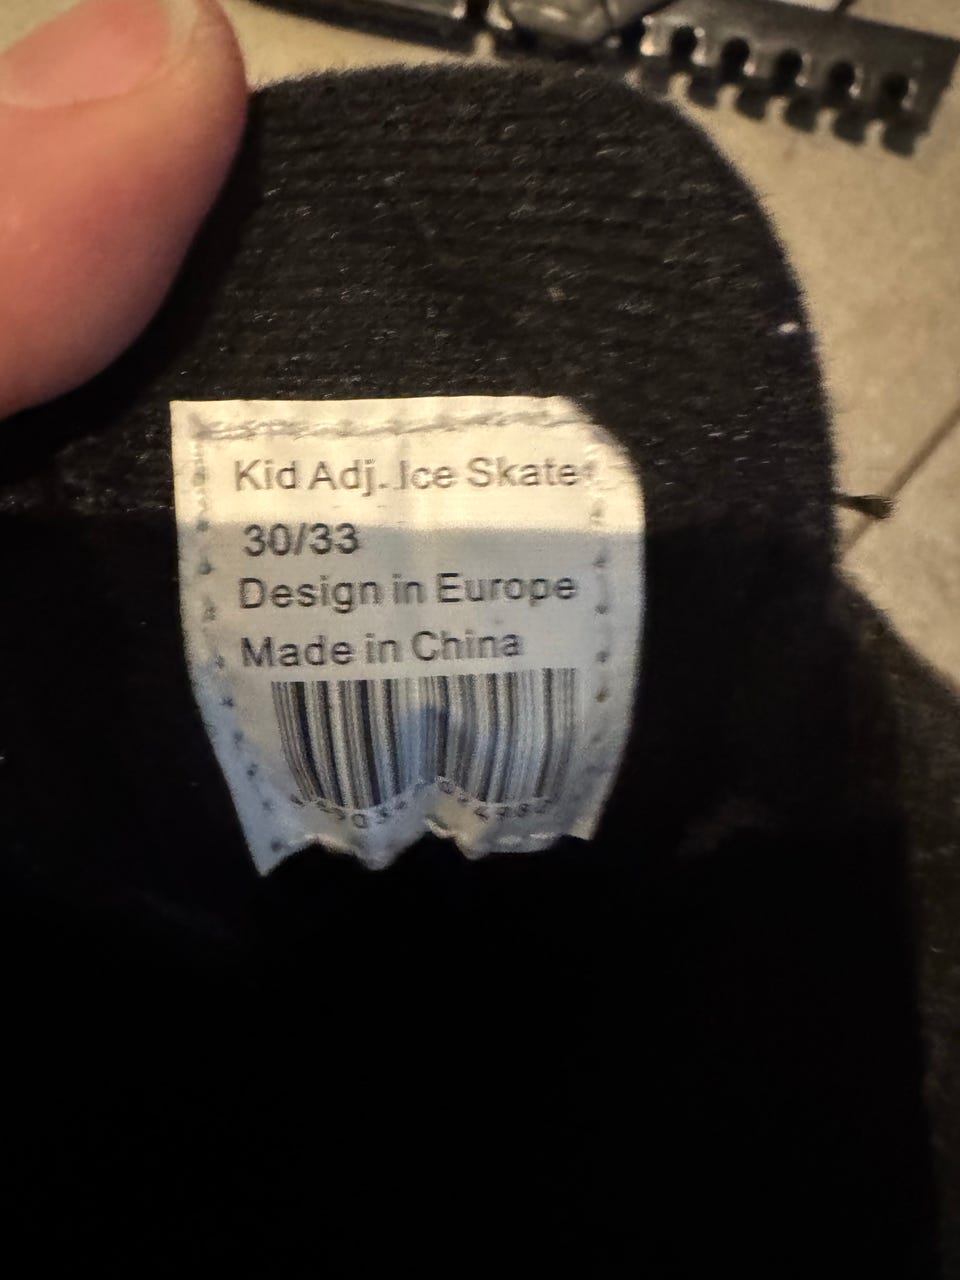 Kid Adj. Ice Skate
30/33
Design in Europe
Made in China